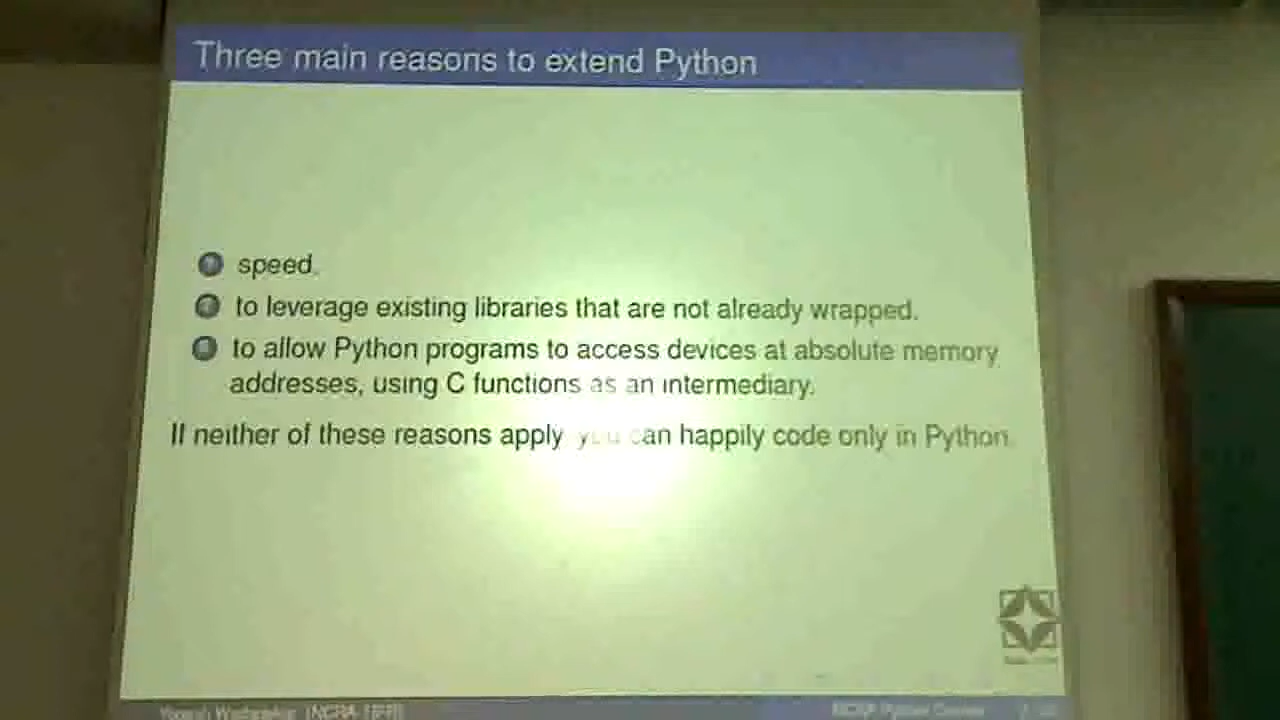 Three main reasons to extend Python
speed.
to leverage existing libraries that are not already wrapped.
to allow Python programs to access devices at absolute memory
addresses, using C functions as an intermediary.
If neither of these reasons apply you can happily code only in Python.